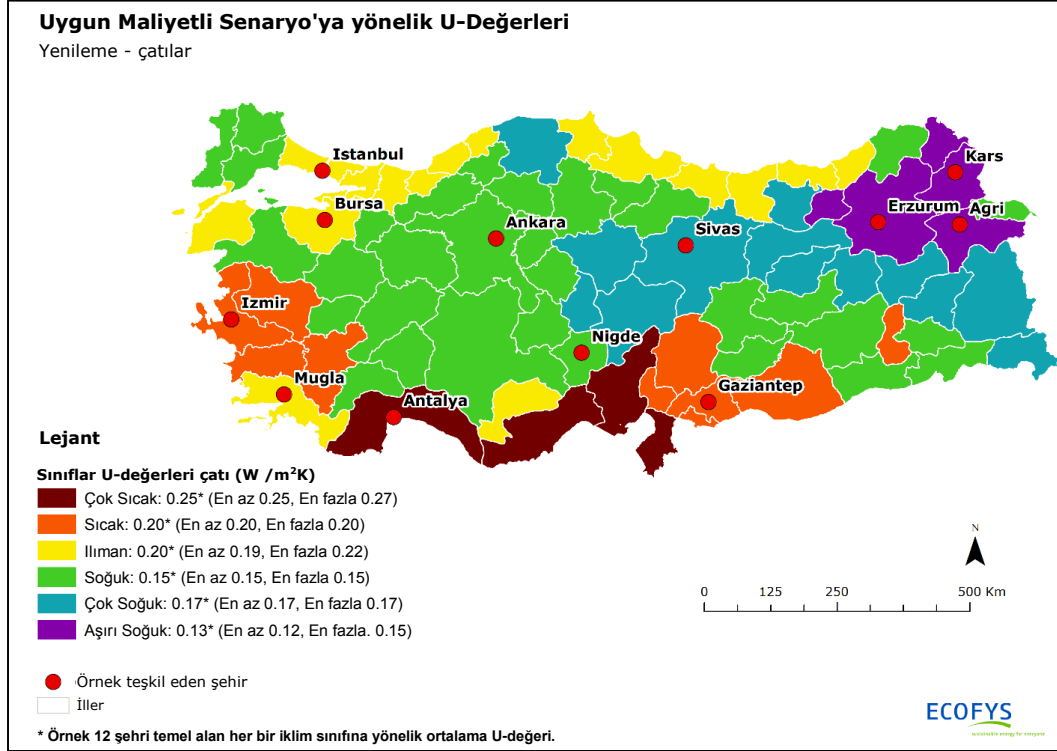 Uygun Maliyetli Senaryo'ya yönelik U-Değerleri
Yenileme - çatılar
Istanbul
Kars
Bursa
Erzurum
Agri
Ankara
Sivas
Izmir
Nigde
Mugla
Antalya
Gaziantep
Lejant
Sınıflar U-değerleri çatı (W /m²K)
Çok Sıcak: 0.25* (En az 0.25, En fazla 0.27)
Sıcak: 0.20* (En az 0.20, En fazla 0.20)
Ilıman: 0.20* (En az 0.19, En fazla 0.22)
Soğuk: 0.15* (En az 0.15, En fazla 0.15)
Çok Soğuk: 0.17* (En az 0.17, En fazla 0.17)
Aşırı Soğuk: 0.13* (En az 0.12, En fazla. 0.15)
N
0 125 250 500 Km
Örnek teşkil eden şehir
İller
* Örnek 12 şehri temel alan her bir iklim sınıfına yönelik ortalama U-değeri.
ECOFYS
sustainable energy for everyone